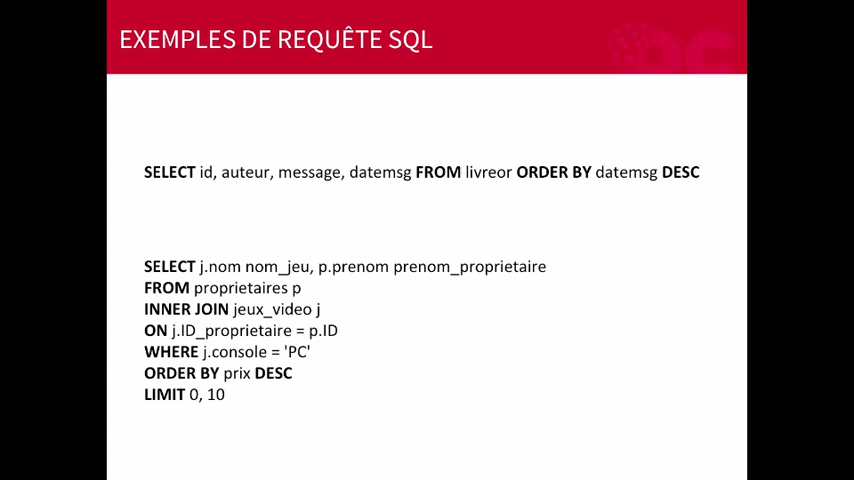 EXEMPLES DE REQUÊTE SQL
SELECT id, auteur, message, datemsg FROM livreor ORDER BY datemsg DESC
SELECT j.nom nom_jeu, p.prenom prenom_proprietaire
FROM proprietaires p
INNER JOIN jeux_video j
ON j.ID_proprietaire = p.ID
WHERE j.console = 'PC'
ORDER BY prix DESC
LIMIT 0, 10